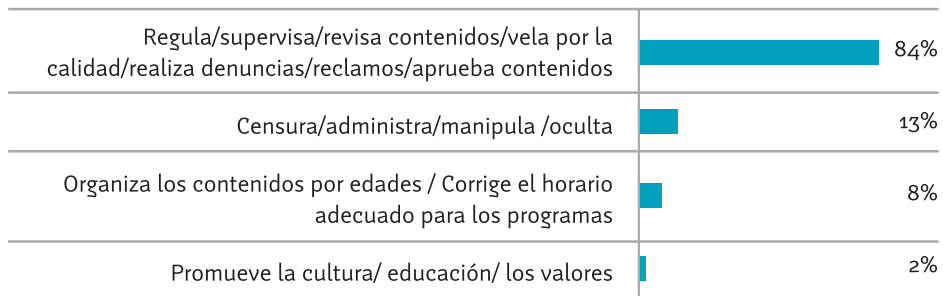 Regula/supervisa/revisa contenidos/vela por la
calidad/realiza denuncias/reclamos/aprueba contenidos
84%
Censura/administra/manipula /oculta
13%
Organiza los contenidos por edades / Corrige el horario
adecuado para los programas
8%
Promueve la cultura/ educación/ los valores
2%